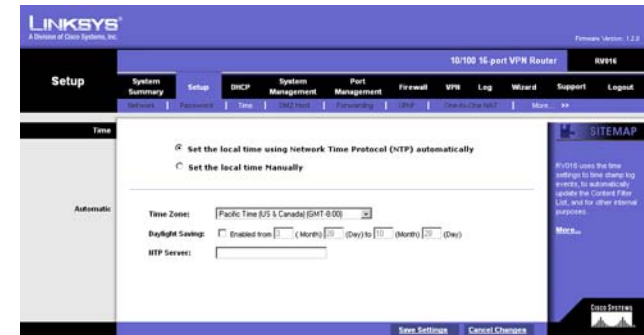 LINKSYS®
A Division of Cisco Systems, Inc.
Firmware Version: 1.2.0
10/100 16-port VPN Router
RV016
Setup
System Summary
Setup
DHCP
System Management
Port Management
Firewall
VPN
Log
Wizard
Support
Logout
Network
Password
Time
DMZ Host
Forwarding
UPnP
One-to-One NAT
More... >>
Time
SITEMAP
Set the local time using Network Time Protocol (NTP) automatically
Set the local time Manually
RV016 uses the time
settings to time stamp log
events, to automatically
update the Content Filter
List, and for other internal
purposes.
More...
Automatic
Time Zone: Pacific Time (US & Canada) (GMT-8:00)
Daylight Saving: Enabled from 3 (Month) 28 (Day) to 10 (Month) 28 (Day)
NTP Server:
Save Settings
Cancel Changes
CISCO SYSTEMS